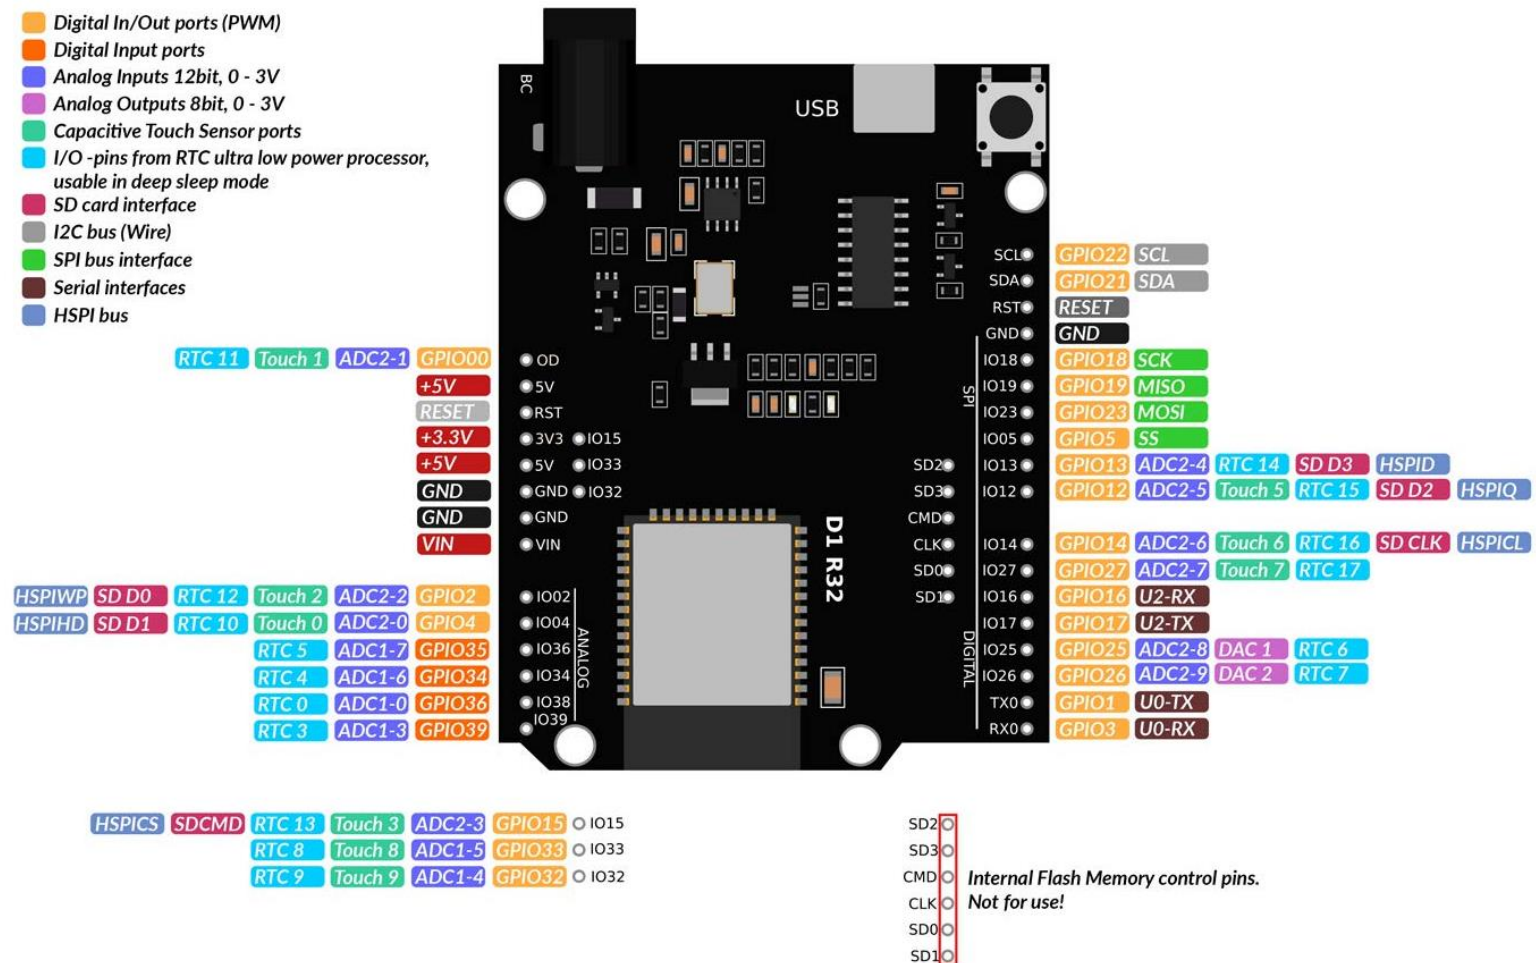 Digital In/Out ports (PWM)
Digital Input ports
Analog Inputs 12bit, 0 - 3V
Analog Outputs 8bit, 0 - 3V
Capacitive Touch Sensor ports
I/O -pins from RTC ultra low power processor,
usable in deep sleep mode
SD card interface
I2C bus (Wire)
SPI bus interface
Serial interfaces
HSPI bus
BC
USB
RTC 11 Touch 1 ADC2-1 GPIO00 OD
+5V 5V
RESET RST
+3.3V 3V3 IO15
+5V 5V IO33
GND GND IO32
GND GND
VIN VIN
HSPIWP SD D0 RTC 12 Touch 2 ADC2-2 GPIO2 IO02
HSPIHD SD D1 RTC 10 Touch 0 ADC2-0 GPIO4 IO04
RTC 5 ADC1-7 GPIO35 IO36
RTC 4 ADC1-6 GPIO34 IO34
RTC 0 ADC1-0 GPIO36 IO38
RTC 3 ADC1-3 GPIO39 IO39
ANALOG
D1 R32
SCL GPIO22 SCL
SDA GPIO21 SDA
RST RESET
GND GND
IO18 GPIO18 SCK
IO19 GPIO19 MISO
IO23 GPIO23 MOSI
IO05 GPIO5 SS
SD2 IO13 GPIO13 ADC2-4 RTC 14 SD D3 HSPID
SD3 IO12 GPIO12 ADC2-5 Touch 5 RTC 15 SD D2 HSPIQ
CMD
CLK IO14 GPIO14 ADC2-6 Touch 6 RTC 16 SD CLK HSPICL
SD0 IO27 GPIO27 ADC2-7 Touch 7 RTC 17
SD1 IO16 GPIO16 U2-RX
IO17 GPIO17 U2-TX
IO25 GPIO25 ADC2-8 DAC 1 RTC 6
IO26 GPIO26 ADC2-9 DAC 2 RTC 7
TX0 GPIO1 U0-TX
RX0 GPIO3 U0-RX
SPI
DIGITAL
HSPICS SDCMD RTC 13 Touch 3 ADC2-3 GPIO15 IO15
RTC 8 Touch 8 ADC1-5 GPIO33 IO33
RTC 9 Touch 9 ADC1-4 GPIO32 IO32
SD2
SD3
CMD
CLK
SD0
SD1
Internal Flash Memory control pins.
Not for use!